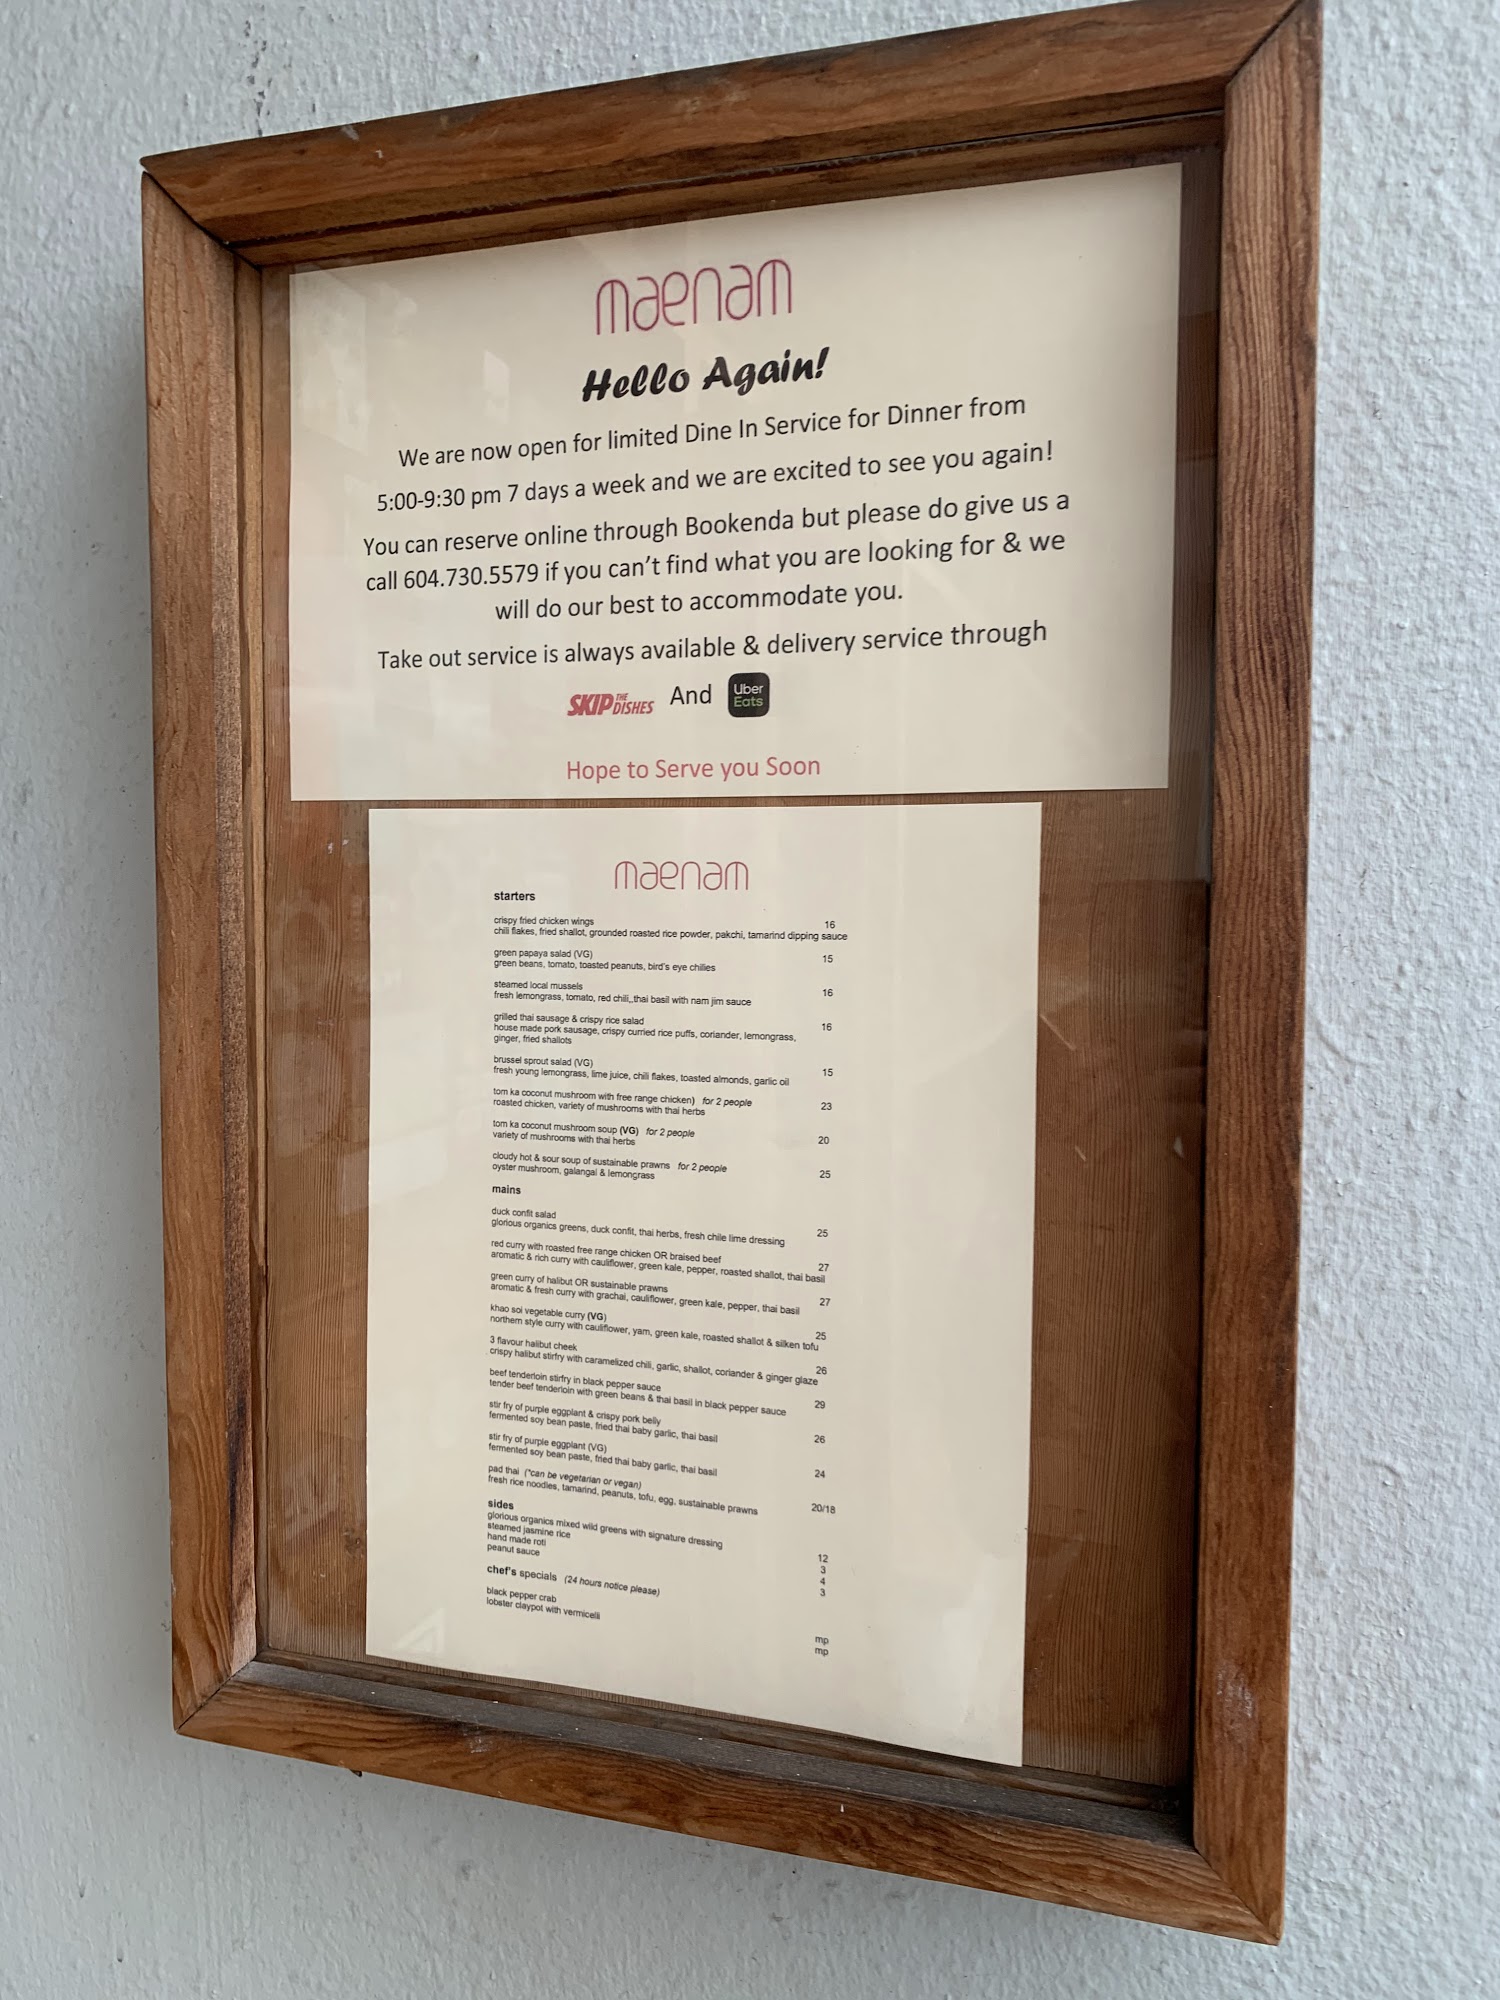 maenam
Hello Again!
We are now open for limited Dine In Service for Dinner from
5:00-9:30 pm 7 days a week and we are excited to see you again!
You can reserve online through Bookenda but please do give us a
call 604.730.5579 if you can't find what you are looking for & we
will do our best to accommodate you.
Take out service is always available & delivery service through
SKIP THE DISHES And Uber Eats
Hope to Serve you Soon
maenam
starters
crispy fried chicken wings 16
chili flakes, fried shallot, grounded roasted rice powder, pakchi, tamarind dipping sauce
green papaya salad (VG) 15
green beans, tomato, toasted peanuts, bird's eye chilies
steamed local mussels 16
fresh lemongrass, tomato, red chili,,thai basil with nam jim sauce
grilled thai sausage & crispy rice salad 16
house made pork sausage, crispy curried rice puffs, coriander, lemongrass,
ginger, fried shallots
brussel sprout salad (VG) 15
fresh young lemongrass, lime juice, chili flakes, toasted almonds, garlic oil
tom ka coconut mushroom with free range chicken) for 2 people 23
roasted chicken, variety of mushrooms with thai herbs
tom ka coconut mushroom soup (VG) for 2 people 20
variety of mushrooms with thai herbs
cloudy hot & sour soup of sustainable prawns for 2 people 25
oyster mushroom, galangal & lemongrass
mains
duck confit salad 25
glorious organics greens, duck confit, thai herbs, fresh chile lime dressing
red curry with roasted free range chicken OR braised beef 27
aromatic & rich curry with cauliflower, green kale, pepper, roasted shallot, thai basil
green curry of halibut OR sustainable prawns 27
aromatic & fresh curry with grachai, cauliflower, green kale, pepper, thai basil
khao soi vegetable curry (VG) 25
northern style curry with cauliflower, yam, green kale, roasted shallot & silken tofu
3 flavour halibut cheek 26
. crispy halibut stirfry with caramelized chili, garlic, shallot, coriander & ginger glaze
beef tenderloin stirfry in black pepper sauce 29
tender beef tenderloin with green beans & thai basil in black pepper sauce
stir fry of purple eggplant & crispy pork belly 26
fermented soy bean paste, fried thai baby garlic, thai basil
stir fry of purple eggplant (VG) 24
fermented soy bean paste, fried thai baby garlic, thai basil
pad thai (*can be vegetarian or vegan) 20/18
fresh rice noodles, tamarind, peanuts, tofu, egg, sustainable prawns
sides
glorious organics mixed wild greens with signature dressing 12
steamed jasmine rice 3
hand made roti 4
peanut sauce 3
chef's specials (24 hours notice please)
black pepper crab mp
lobster claypot with vermicelli mp